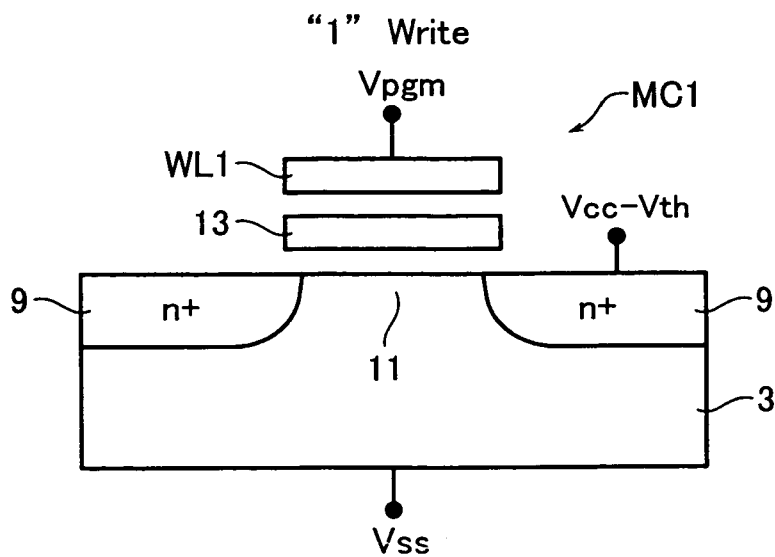 “1” Write
Vpgm
MC1
WL1
13
Vcc-Vth
9
n+
n+
9
11
3
Vss